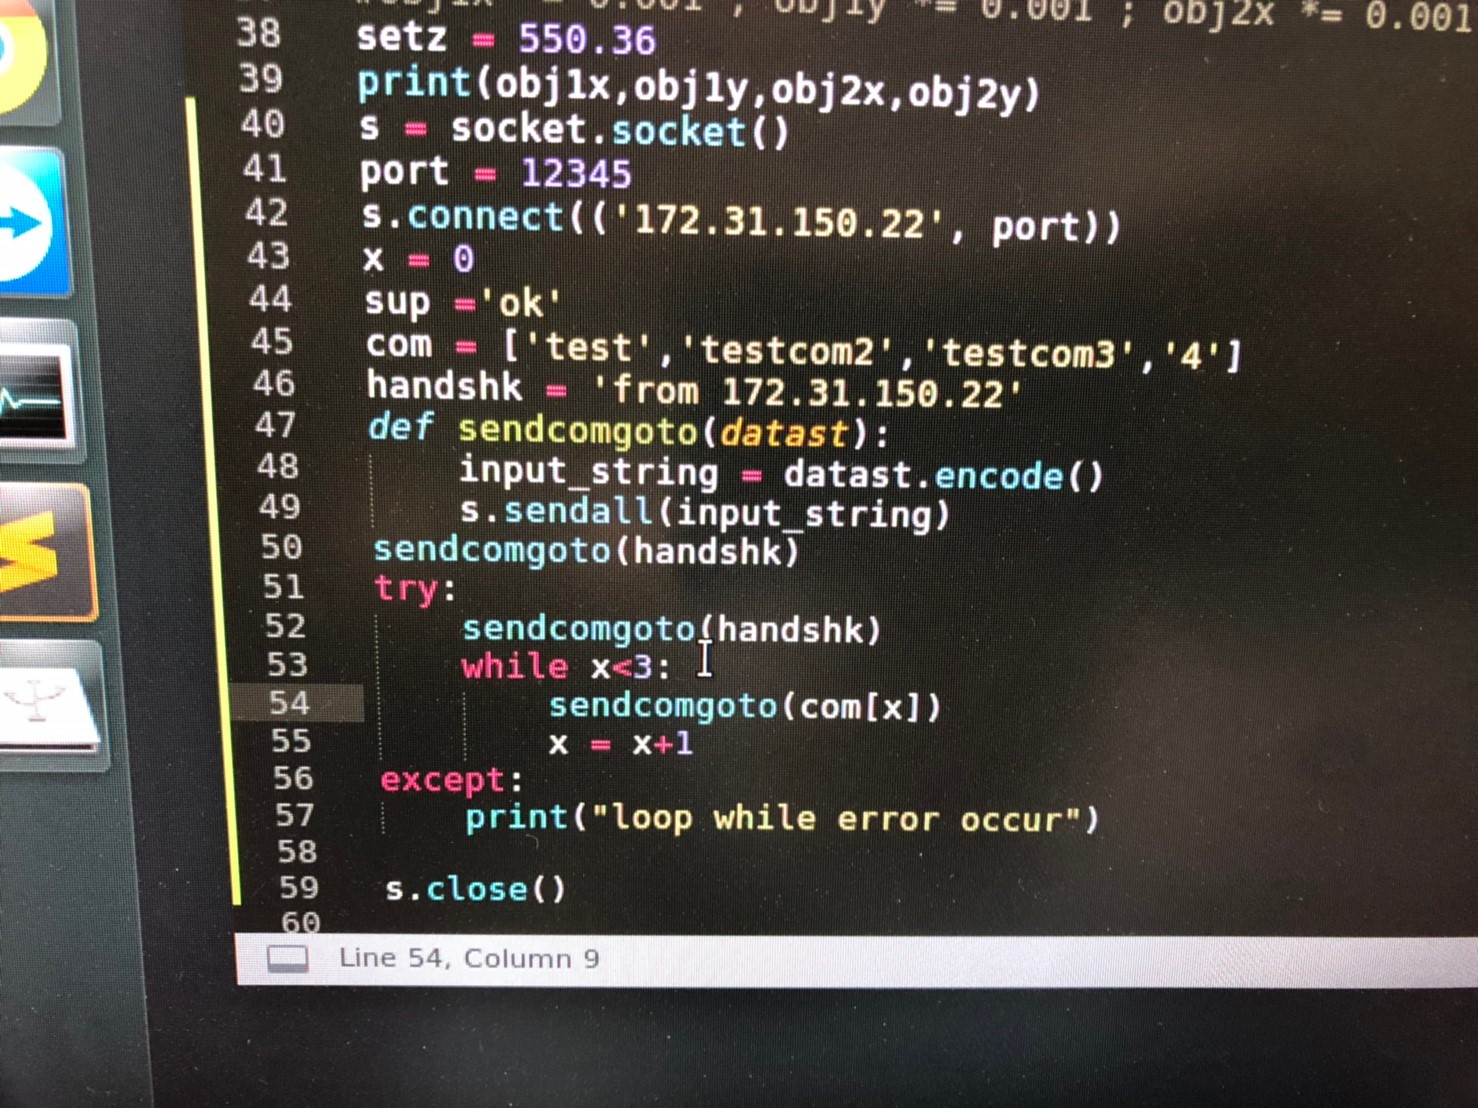 obj1y *= 0.001 ; obj2x *= 0.001
38 setz = 550.36
39 print(obj1x,obj1y,obj2x,obj2y)
40 s = socket.socket()
41 port = 12345
42 s.connect(('172.31.150.22', port))
43 x = 0
44 sup ='ok'
45 com = ['test','testcom2','testcom3','4']
46 handshk = 'from 172.31.150.22'
47 def sendcomgoto(datast):
48 input_string = datast.encode()
49 s.sendall(input_string)
50 sendcomgoto(handshk)
51 try:
52 sendcomgoto(handshk)
53 while x<3:
54 sendcomgoto(com[x])
55 x = x+1
56 except:
57 print("loop while error occur")
58
59 s.close()
60
Line 54, Column 9